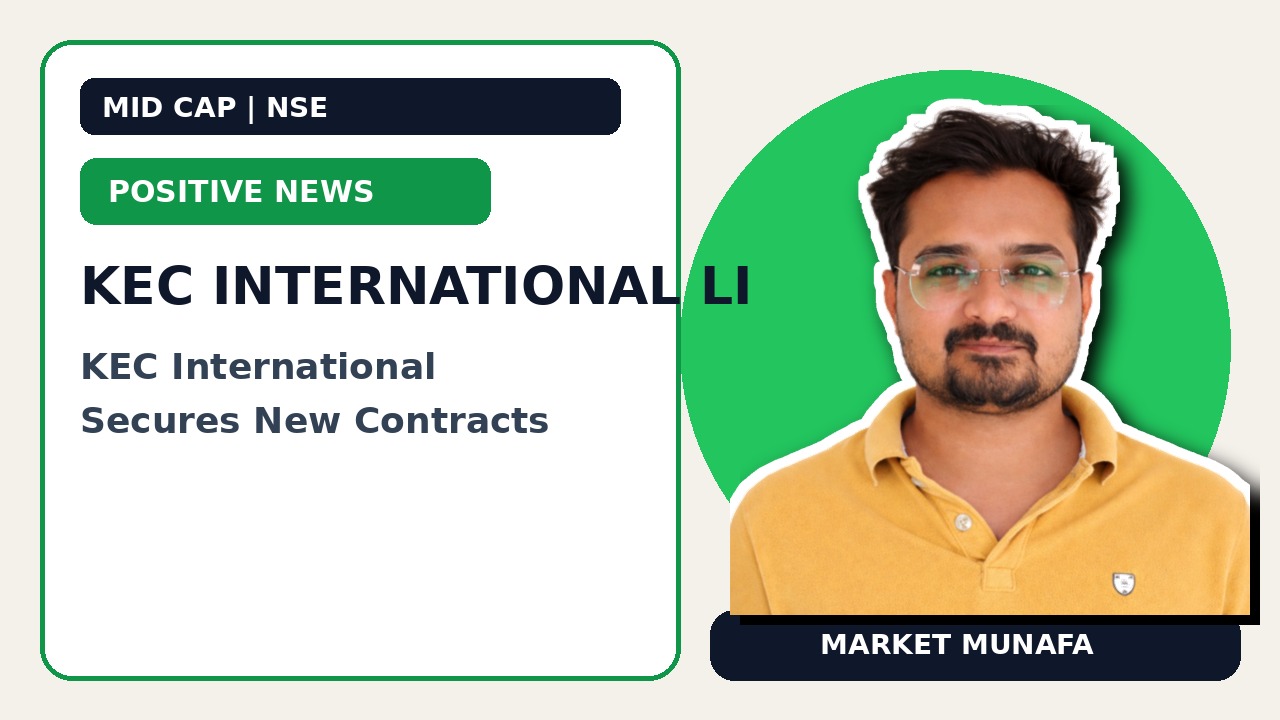 MID CAP | NSE
POSITIVE NEWS
KEC INTERNATIONAL LI
KEC International
Secures New Contracts
MARKET MUNAFA